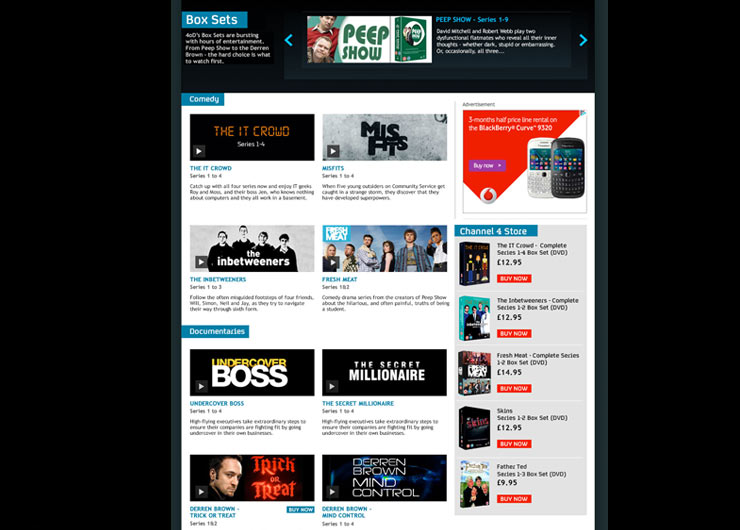 Box Sets
4oD's Box Sets are bursting
with hours of entertainment.
From Peep Show to the Derren
Brown - the hard choice is what
to watch first.
PEEP
SHOW
PEEP SHOW - Series 1-9
David Mitchell and Robert Webb play two
dysfunctional flatmates who reveal all their inner
thoughts - whether dark, stupid or embarrassing.
Or, occasionally, all three...
Comedy
THE IT CROWD
Series 1-4
THE IT CROWD
Series 1 to 4
Catch up with all four series now and enjoy IT geeks
Roy and Moss, and their boss Jen, who knows nothing
about computers and they all work in a basement.
MISFITS
MISFITS
Series 1 to 4
When five young outsiders on Community Service get
caught in a strange storm, they discover that they
have developed superpowers.
the
inbetweeners
THE INBETWEENERS
Series 1 to 3
Follow the often misguided footsteps of four friends,
Will, Simon, Neil and Jay, as they try to navigate
their way through sixth form.
FRESH
MEAT
FRESH MEAT
Series 1&2
Comedy drama series from the creators of Peep Show
about the hilarious, and often painful, truths of being
a student.
Documentaries
UNDERCOVER
BOSS
UNDERCOVER BOSS
Series 1 to 4
High-flying executives take extraordinary steps to
ensure their companies are fighting fit by going
undercover in their own businesses.
THE SECRET
MILLIONAIRE
THE SECRET MILLIONAIRE
Series 1 to 4
High-flying executives take extraordinary steps to
ensure their companies are fighting fit by going
undercover in their own businesses.
Trick
OR
Treat
DERREN BROWN -
TRICK OR TREAT
BUY NOW
Series 1&2
DERREN
BROWN
MIND
CONTROL
DERREN BROWN -
MIND CONTROL
Series 1 to 4
Advertisement
3-months half price line rental on
the BlackBerry® Curve™ 9320
Buy now >
vodafone
Channel 4 Store
The IT Crowd - Complete
Series 1-4 Box Set (DVD)
£12.95
BUY NOW
The Inbetweeners - Complete
Series 1-2 Box Set (DVD)
£12.95
BUY NOW
Fresh Meat - Complete Series
1-2 Box Set (DVD)
£14.95
BUY NOW
Skins
Series 1-2 Box Set (DVD)
£12.95
BUY NOW
Father Ted
Series 1-3 Box Set (DVD)
£9.95
BUY NOW